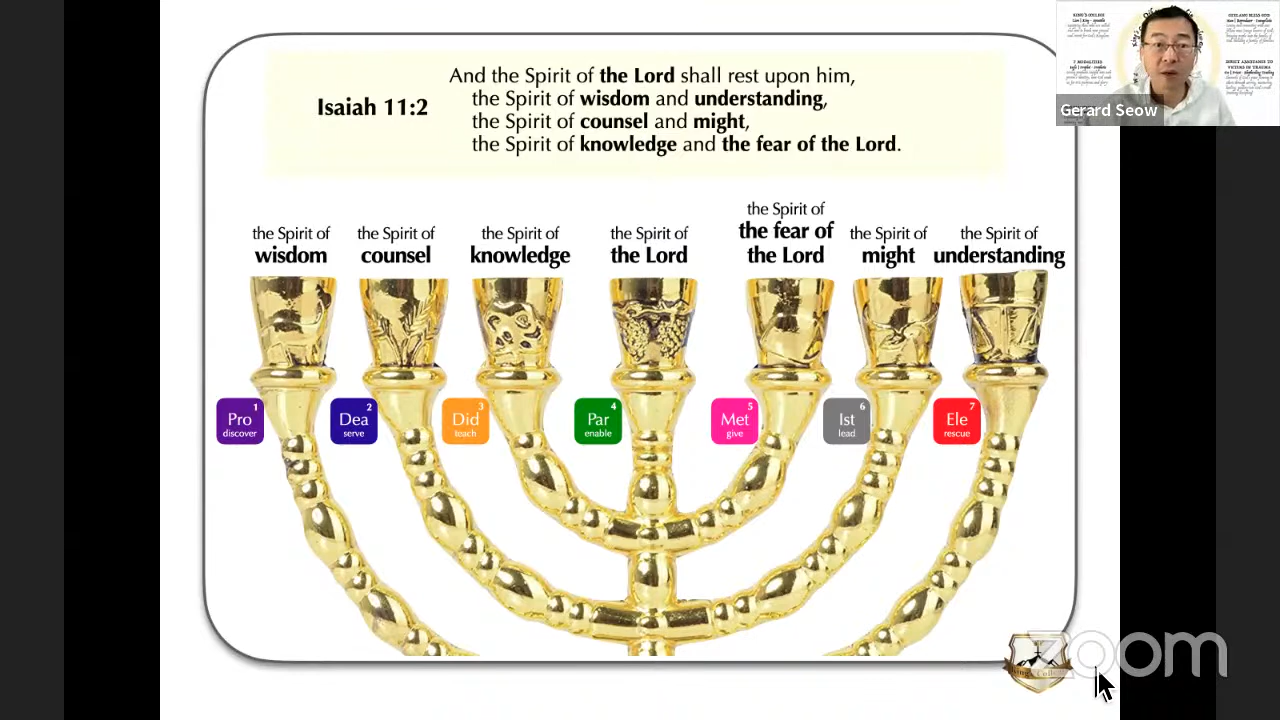 And the Spirit of the Lord shall rest upon him,
Isaiah 11:2
the Spirit of wisdom and understanding,
the Spirit of counsel and might,
the Spirit of knowledge and the fear of the Lord.
the Spirit of
wisdom
the Spirit of
counsel
the Spirit of
knowledge
the Spirit of
the Lord
the Spirit of
the fear of
the Lord
the Spirit of
might
the Spirit of
understanding
1
Pro
discover
2
Dea
serve
3
Did
teach
4
Par
enable
5
Met
give
6
Ist
lead
7
Ele
rescue
Gerard Seow
zoom